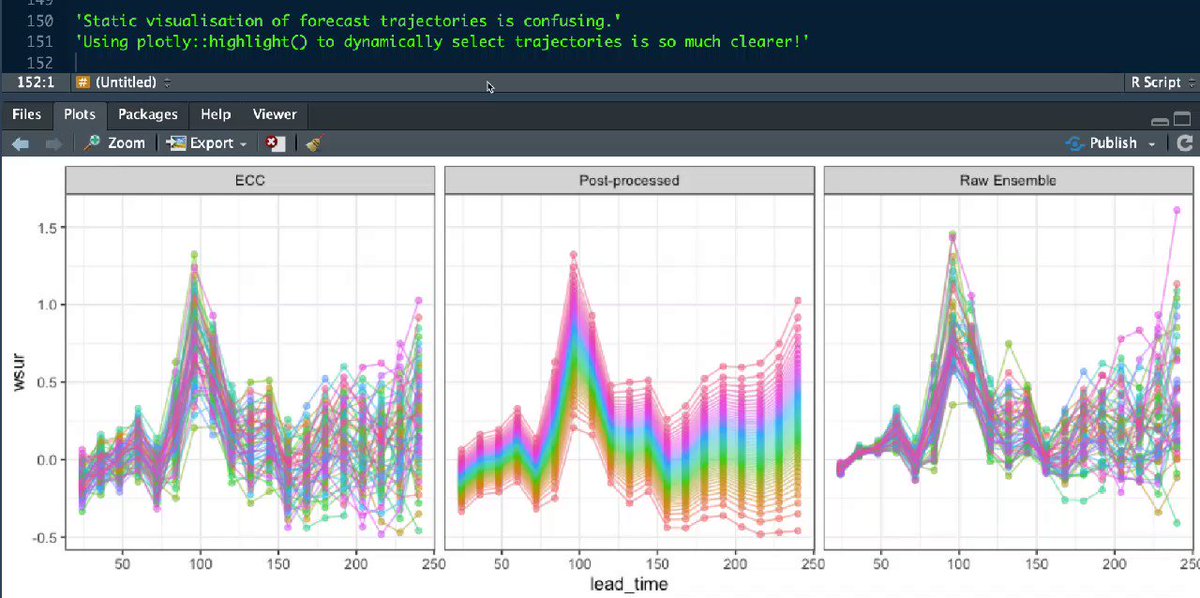 149
150 'Static visualisation of forecast trajectories is confusing.'
151 'Using plotly::highlight() to dynamically select trajectories is so much clearer!'
152
152:1 # (Untitled) R Script
Files Plots Packages Help Viewer
Zoom Export Publish
ECC Post-processed Raw Ensemble
1.5
1.0
0.5
0.0
-0.5
wsur
50 100 150 200 250 50 100 150 200 250 50 100 150 200 25
lead_time